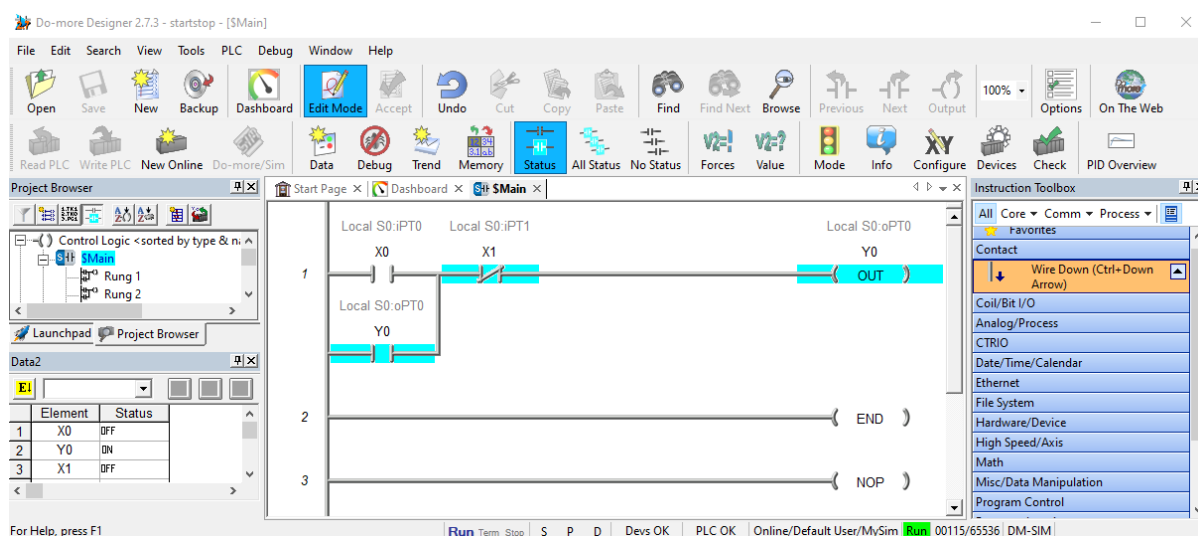 Do-more Designer 2.7.3 - startstop - [$Main]
File Edit Search View Tools PLC Debug Window Help
Open Save New Backup Dashboard Edit Mode Accept Undo Cut Copy Paste Find Find Next Browse Previous Next Output 100% Options On The Web
Read PLC Write PLC New Online Do-more/Sim Data Debug Trend Memory Status All Status No Status Forces Value Mode Info Configure Devices Check PID Overview
Project Browser
Control Logic <sorted by type & n
$Main
Rung 1
Rung 2
Launchpad Project Browser
Data2
Element Status
1 X0 OFF
2 Y0 ON
3 X1 OFF
Start Page Dashboard $Main
Local S0:iPT0 Local S0:iPT1 Local S0:oPT0
X0 X1 Y0
1 OUT
Local S0:oPT0
Y0
2 END
3 NOP
Instruction Toolbox
All Core Comm Process
Favorites
Contact
Wire Down (Ctrl+Down
Arrow)
Coil/Bit I/O
Analog/Process
CTRIO
Date/Time/Calendar
Ethernet
File System
Hardware/Device
High Speed/Axis
Math
Misc/Data Manipulation
Program Control
For Help, press F1 Run Term Stop S P D Devs OK PLC OK Online/Default User/MySim Run 00115/65536 DM-SIM